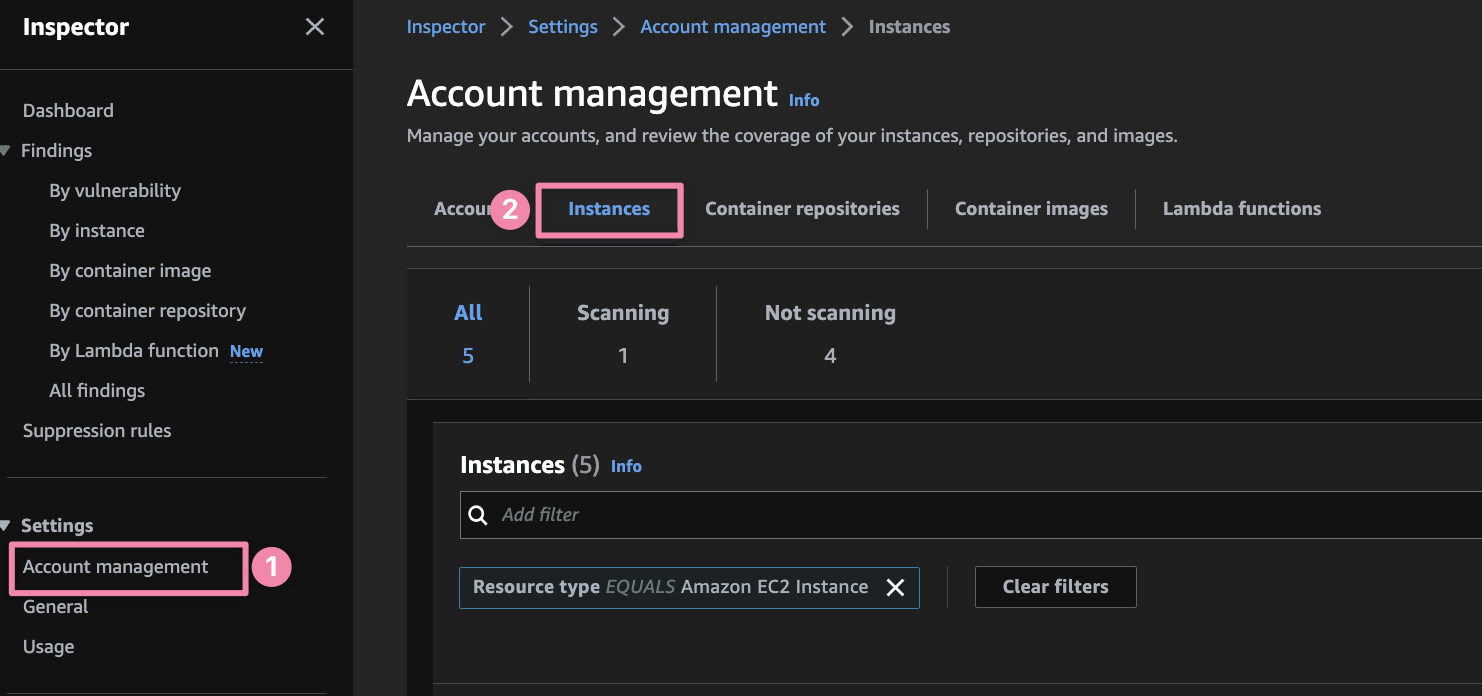 Inspector
Dashboard
Findings
By vulnerability
By instance
By container image
By container repository
By Lambda function New
All findings
Suppression rules
Settings
Account management 1
General
Usage
Inspector Settings Account management Instances
Account management Info
Manage your accounts, and review the coverage of your instances, repositories, and images.
Accoun 2 Instances Container repositories Container images Lambda functions
All Scanning Not scanning
5 1 4
Instances (5) Info
Add filter
Resource type EQUALS Amazon EC2 Instance Clear filters